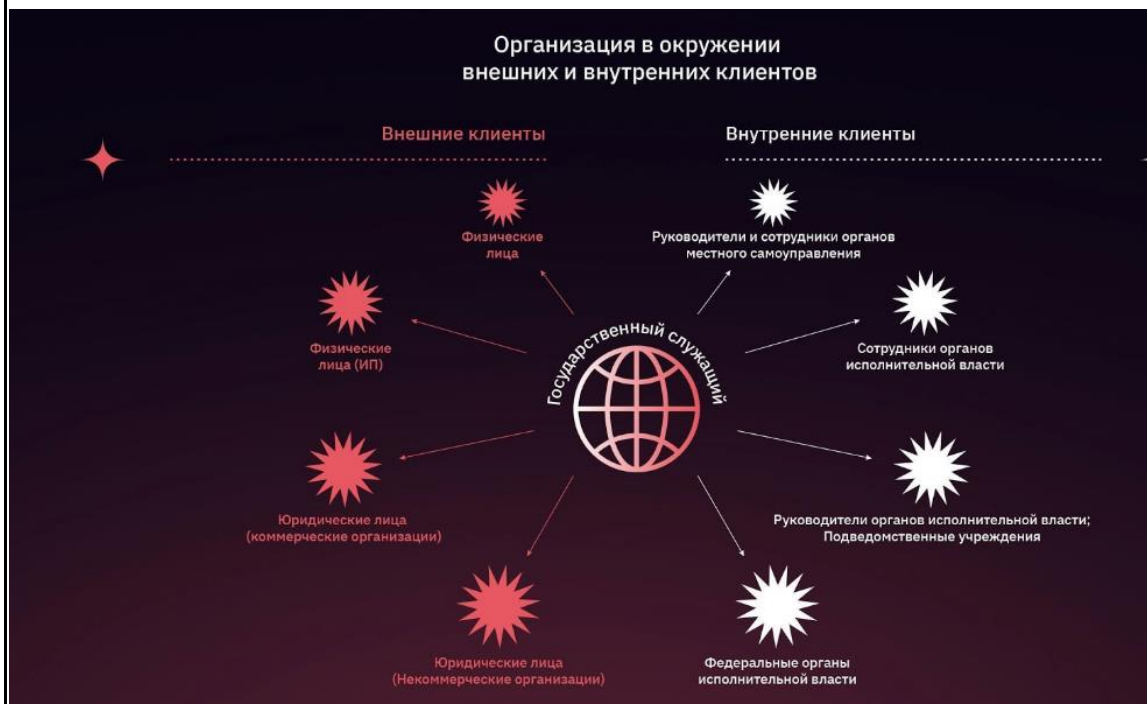 Организация в окружении
внешних и внутренних клиентов
Внешние клиенты
Внутренние клиенты
Физические
лица
Руководители и сотрудники органов
местного самоуправления
Физические
лица (ИП)
Государственный служащий
Сотрудники органов
исполнительной власти
Юридические лица
(коммерческие организации)
Руководители органов исполнительной власти;
Подведомственные учреждения
Юридические лица
(Некоммерческие организации)
Федеральные органы
исполнительной власти